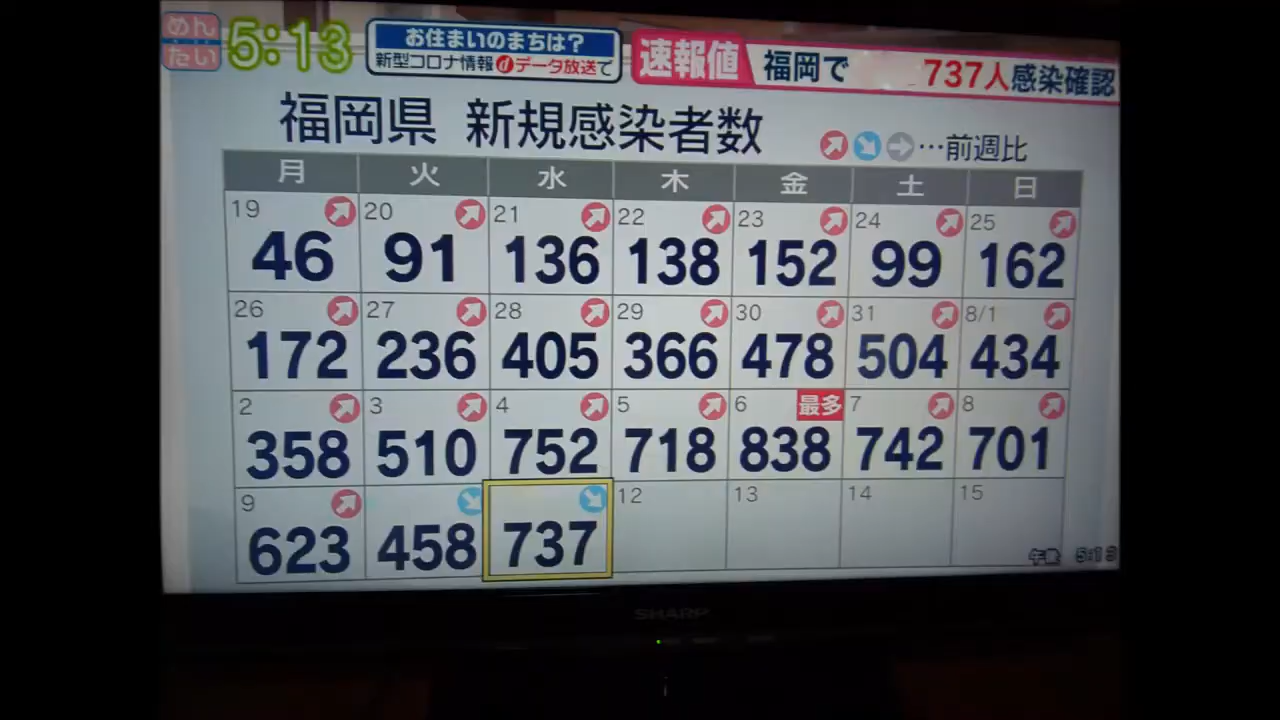 めんたい
5:13
お住まいのまちは?
新型コロナ情報dデータ放送で
速報値
福岡で 737人感染確認
福岡県 新規感染者数
…前週比
月 火 水 木 金 土 日
19 20 21 22 23 24 25
46 91 136 138 152 99 162
26 27 28 29 30 31 8/1
172 236 405 366 478 504 434
2 3 4 5 6 最多 7 8
358 510 752 718 838 742 701
9 12 13 14 15
623 458 737
午後 5:13
SHARP